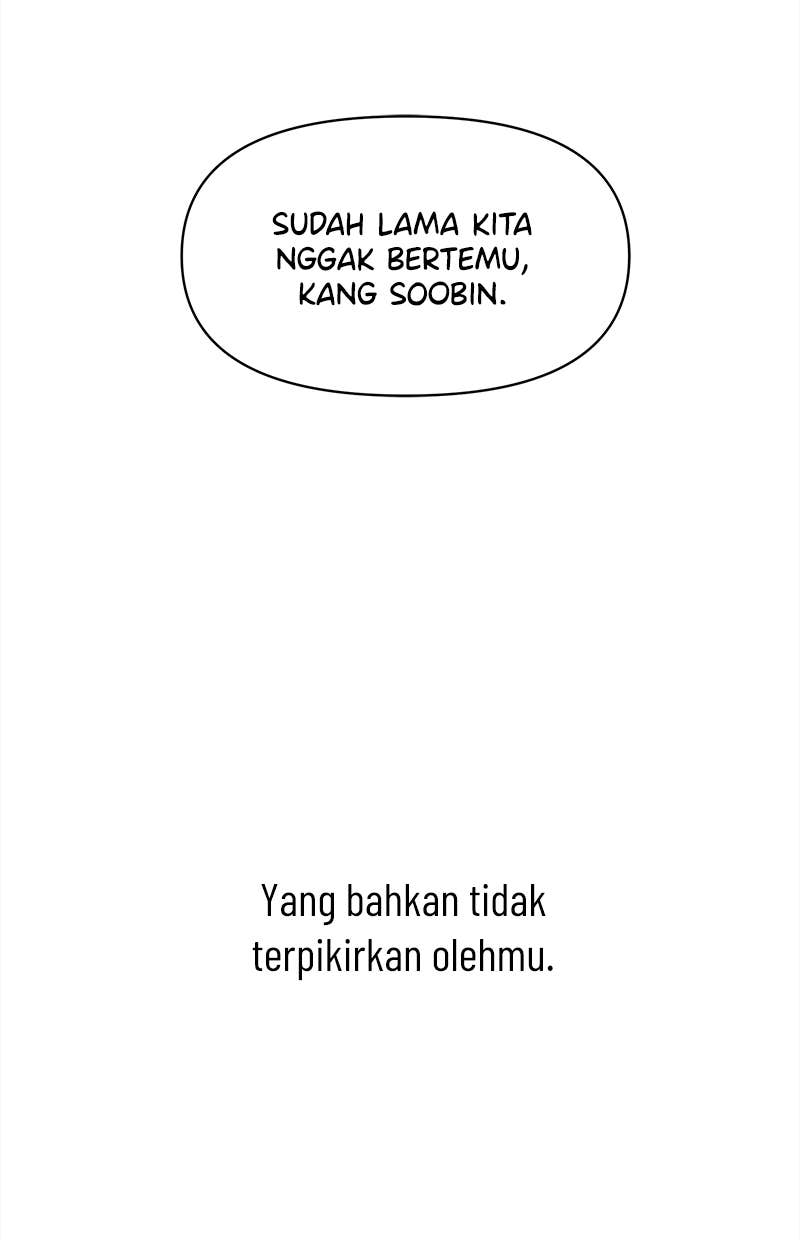 SUDAH LAMA KITA
NGGAK BERTEMU,
KANG SOOBIN.
Yang bahkan tidak
terpikirkan olehmu.